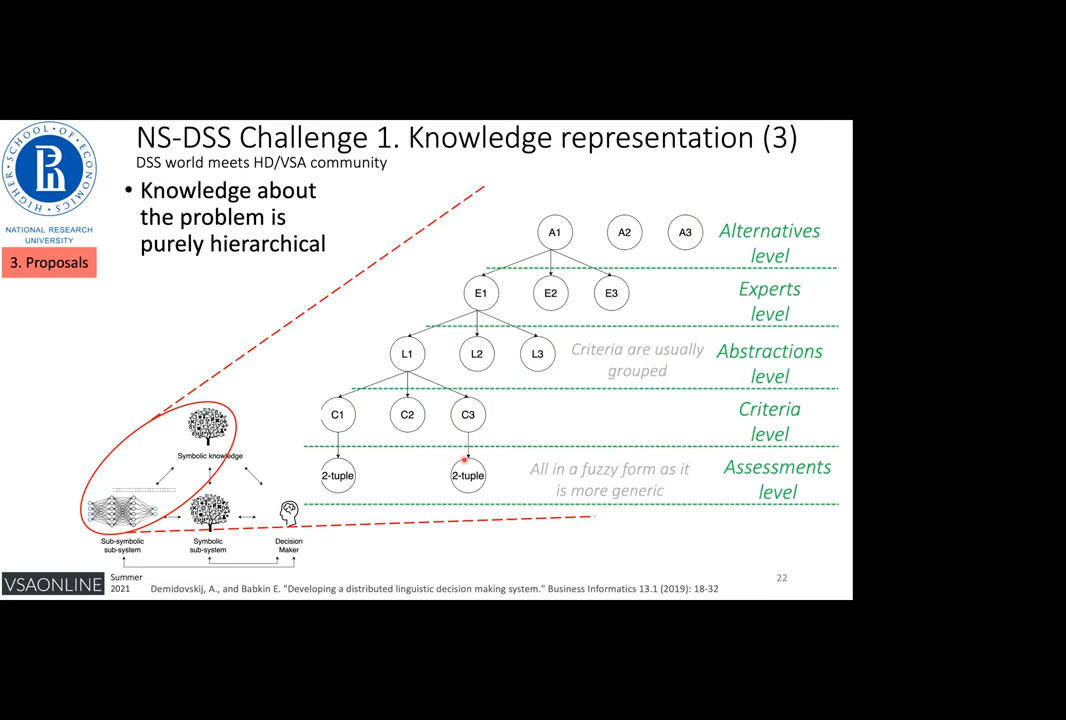 SCHOOL OF ECONOMICS HIGHER
NATIONAL RESEARCH
UNIVERSITY
3. Proposals
NS-DSS Challenge 1. Knowledge representation (3)
DSS world meets HD/VSA community
• Knowledge about
the problem is
purely hierarchical
A1 A2 A3
Alternatives
level
E1 E2 E3
Experts
level
L1 L2 L3
Criteria are usually
grouped
Abstractions
level
C1 C2 C3
Criteria
level
2-tuple 2-tuple
All in a fuzzy form as it
is more generic
Assessments
level
Symbolic knowledge
Sub-symbolic
sub-system
Symbolic
sub-system
Decision
Maker
VSAONLINE
Summer
2021
Demidovskij, A., and Babkin E. "Developing a distributed linguistic decision making system." Business Informatics 13.1 (2019): 18-32
22